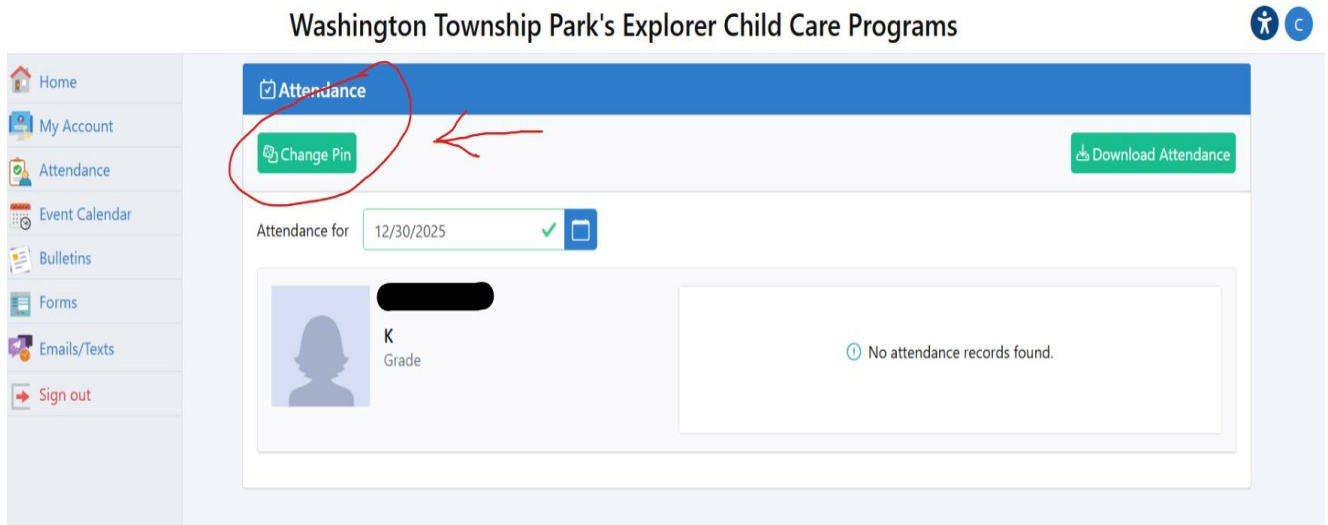 Washington Township Park's Explorer Child Care Programs
C
Home
My Account
Attendance
Event Calendar
Bulletins
Forms
Emails/Texts
Sign out
Attendance
Change Pin
Download Attendance
Attendance for 12/30/2025
K
Grade
No attendance records found.